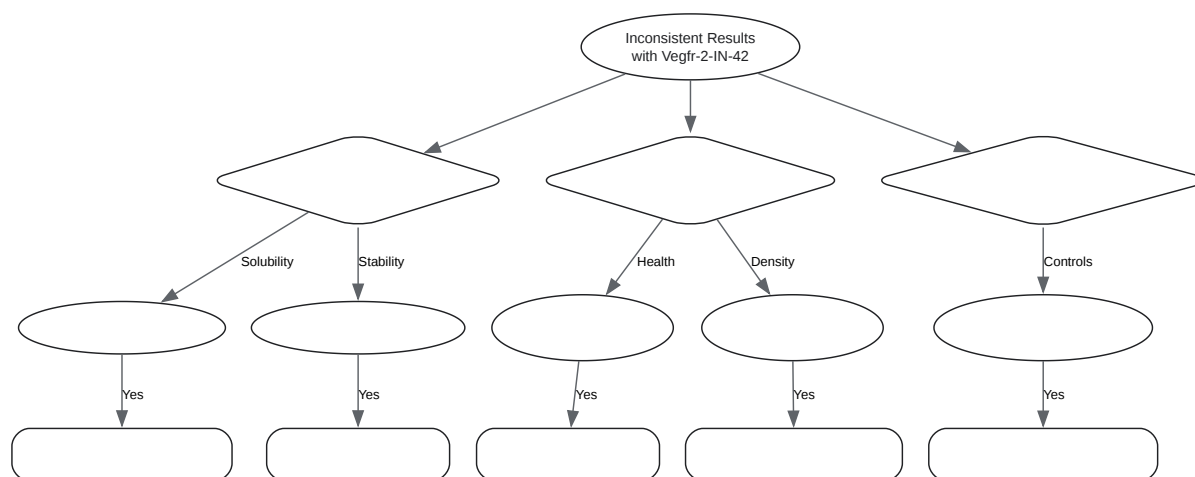 Inconsistent Results
with Vegfr-2-IN-42
Solubility
Stability
Health
Density
Controls
Yes
Yes
Yes
Yes
Yes